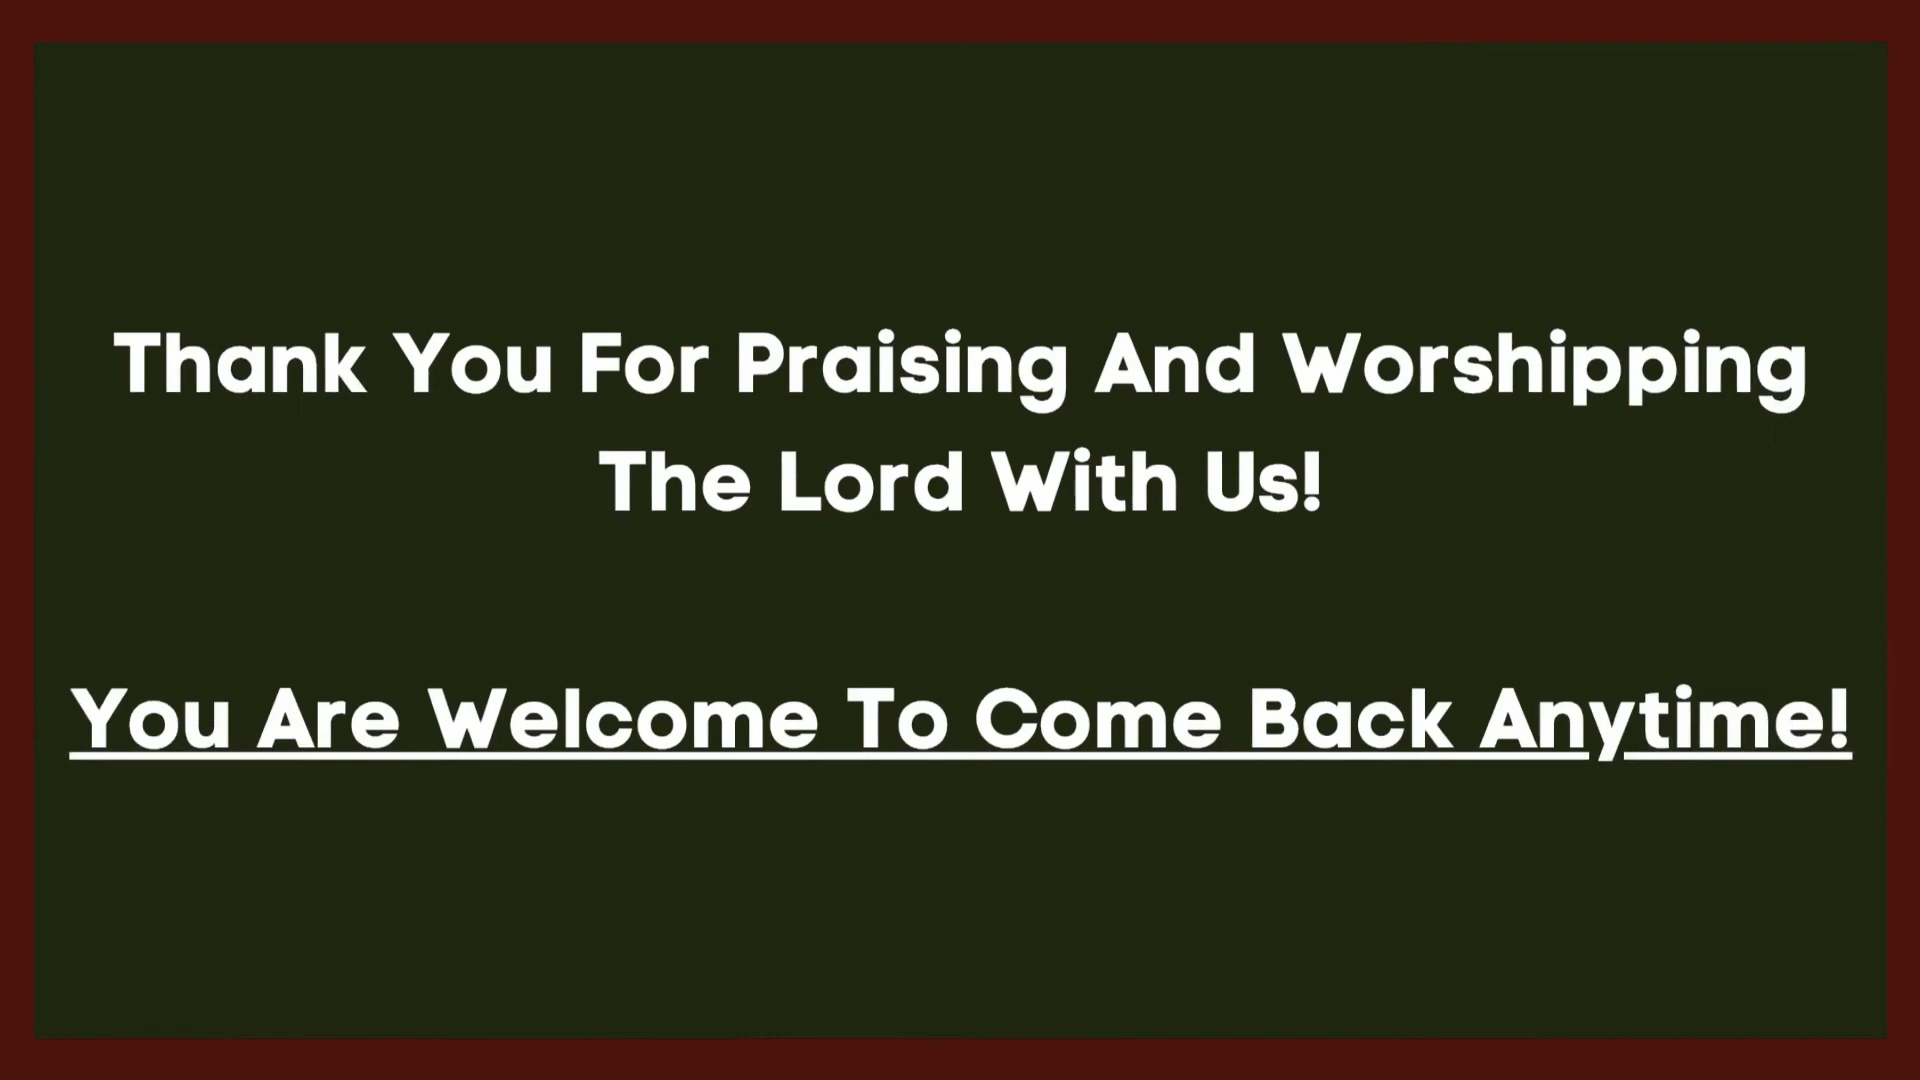 Thank You For Praising And Worshipping
The Lord With Us!
You Are Welcome To Come Back Anytime!